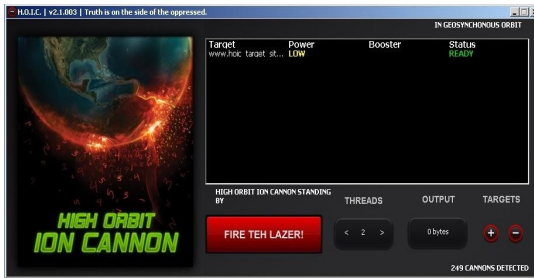 H.O.I.C. | v2.1.003 | Truth is on the side of the oppressed.
IN GEOSYNCHONOUS ORBIT
Target Power Booster Status
www.hoic target st... LOW READY
HIGH ORBIT ION CANNON STANDING
BY
THREADS OUTPUT TARGETS
FIRE TEH LAZER!
< 2 >
0 bytes
+ −
HIGH ORBIT
ION CANNON
249 CANNONS DETECTED